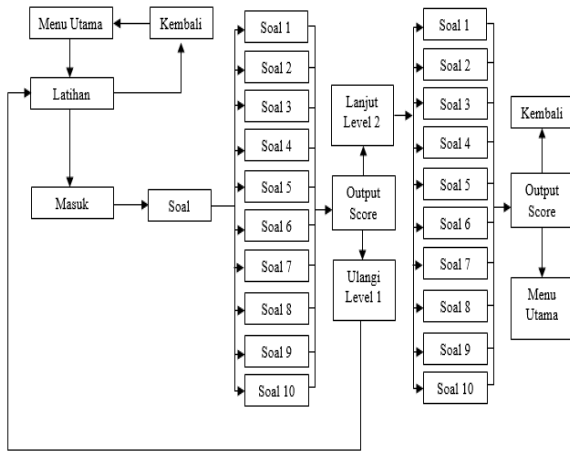 Menu Utama
Kembali
Latihan
Masuk
Soal
Soal 1
Soal 2
Soal 3
Soal 4
Soal 5
Soal 6
Soal 7
Soal 8
Soal 9
Soal 10
Lanjut
Level 2
Output
Score
Ulangi
Level 1
Soal 1
Soal 2
Soal 3
Soal 4
Soal 5
Soal 6
Soal 7
Soal 8
Soal 9
Soal 10
Kembali
Output
Score
Menu
Utama